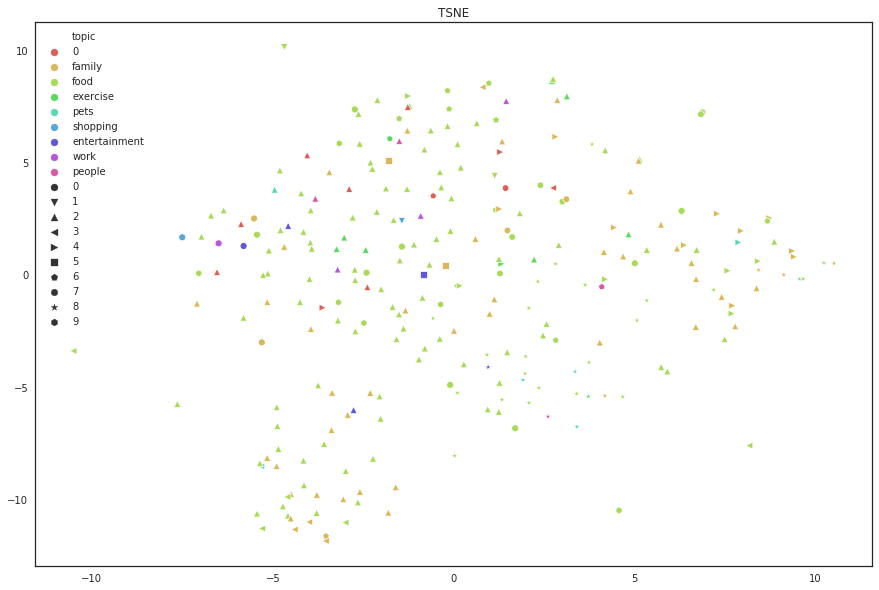 TSNE
topic
0
family
food
exercise
pets
shopping
entertainment
work
people
0
1
2
3
4
5
6
7
8
9
10
5
0
−5
−10
−10
−5
0
5
10